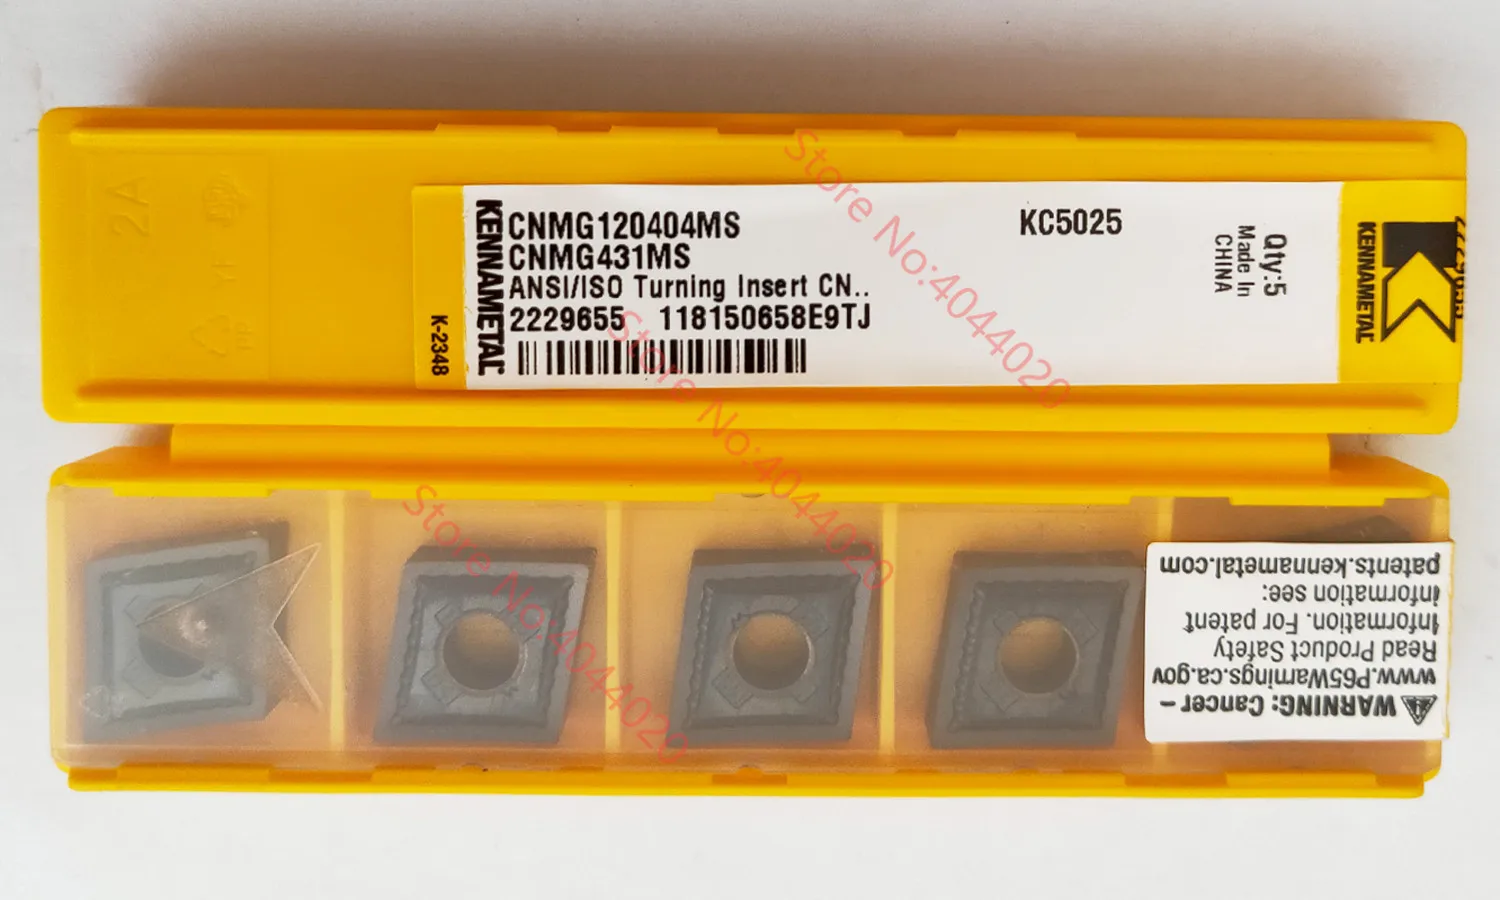 KENNAMETAL
CNMG120404MS
CNMG431MS
ANSI/ISO Turning Insert CN..
2229655 118150658E9TJ
KC5025
Qty:5
Made In
CHINA
K-2348
KENNAMETAL
2229655
2A
Store No:4044020
Store No:4044020
Store No:4044020
WARNING: Cancer -
www.P65Warnings.ca.gov
Read Product Safety
Information. For patent
information see:
patents.kennametal.com